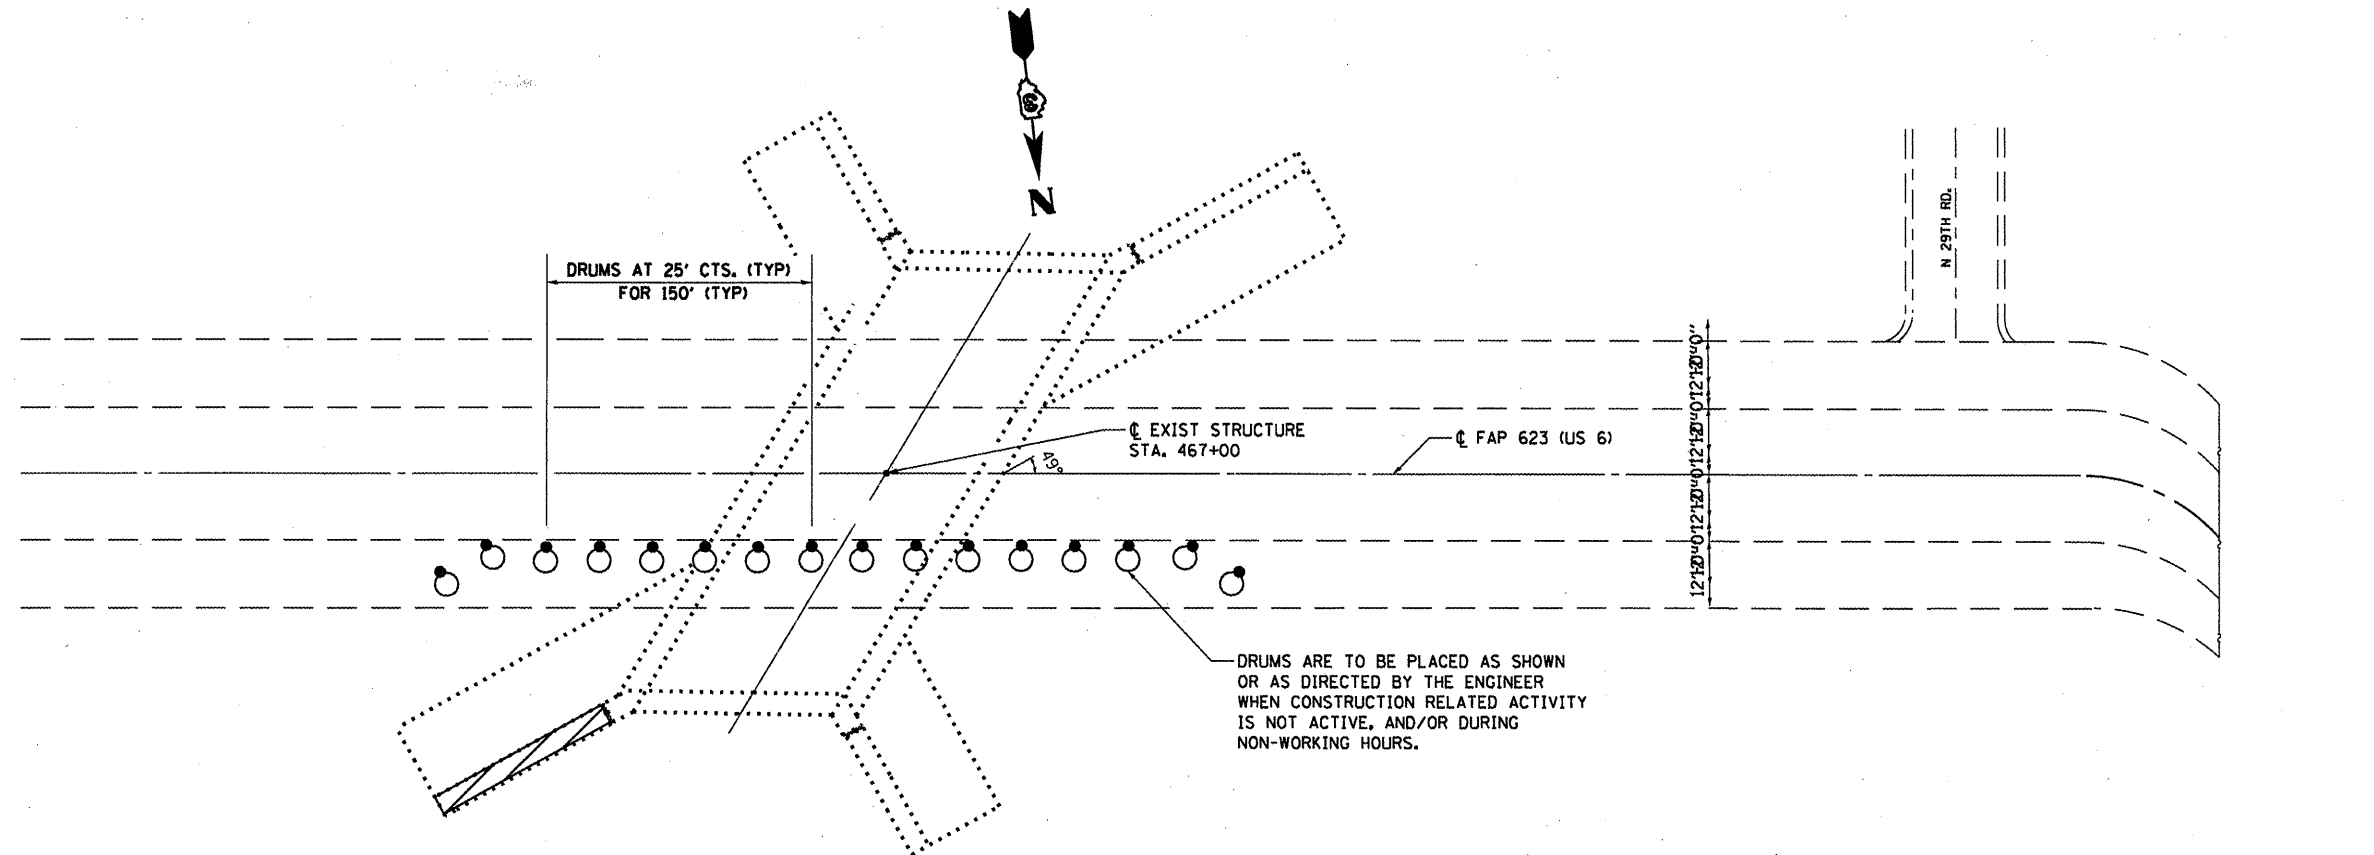 N
DRUMS AT 25' CTS. (TYP)
FOR 150' (TYP)
N 29TH RD.
℄ EXIST STRUCTURE
STA. 467+00
49°
℄ FAP 623 (US 6)
DRUMS ARE TO BE PLACED AS SHOWN
OR AS DIRECTED BY THE ENGINEER
WHEN CONSTRUCTION RELATED ACTIVITY
IS NOT ACTIVE, AND/OR DURING
NON-WORKING HOURS.